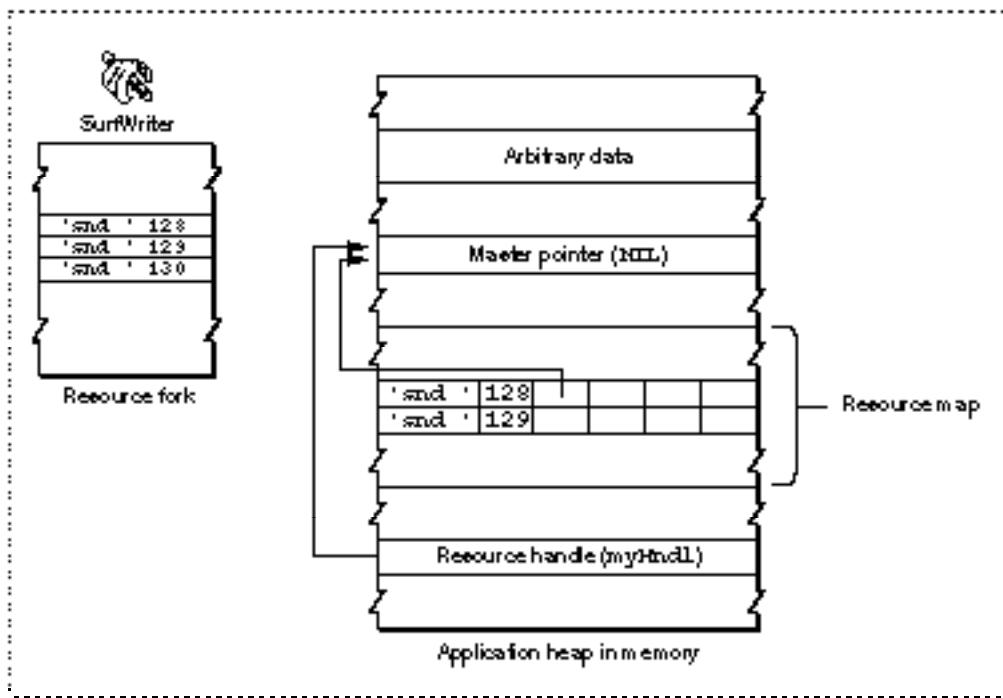 SurfWriter
'snd ' 128
'snd ' 129
'snd ' 130
Resource fork
Arbitrary data
Master pointer (NIL)
'snd ' 128
'snd ' 129
Resource map
Resource handle (myHndl)
Application heap in memory